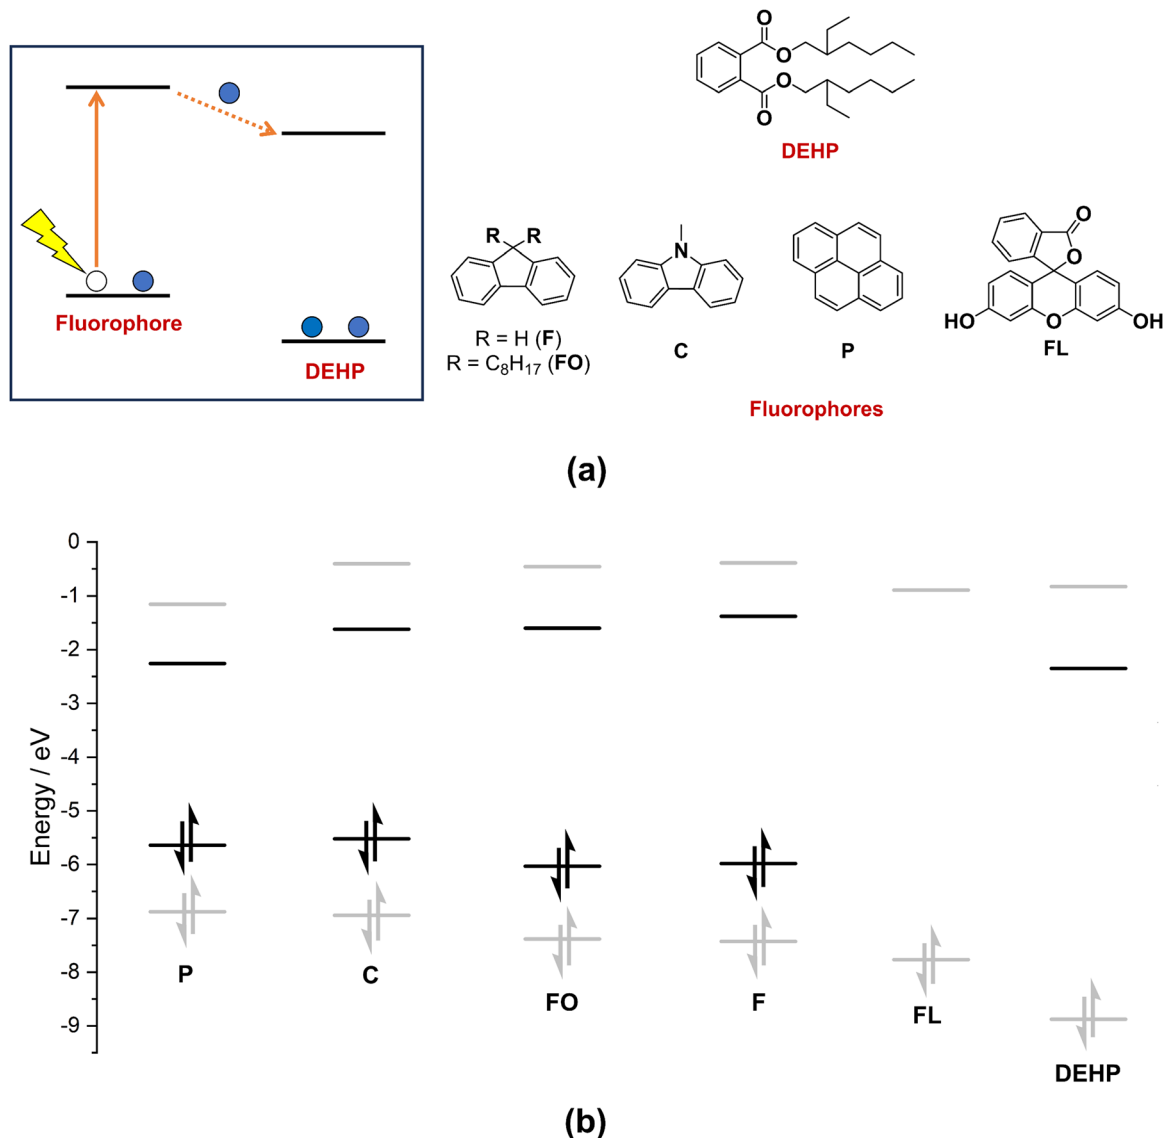 O
O
O
O
DEHP
Fluorophore
DEHP
R R
R = H (F)
R = C₈H₁₇ (FO)
N
C
P
O
O
HO
O
OH
FL
Fluorophores
(a)
Energy / eV
0
-1
-2
-3
-4
-5
-6
-7
-8
-9
P
C
FO
F
FL
DEHP
(b)